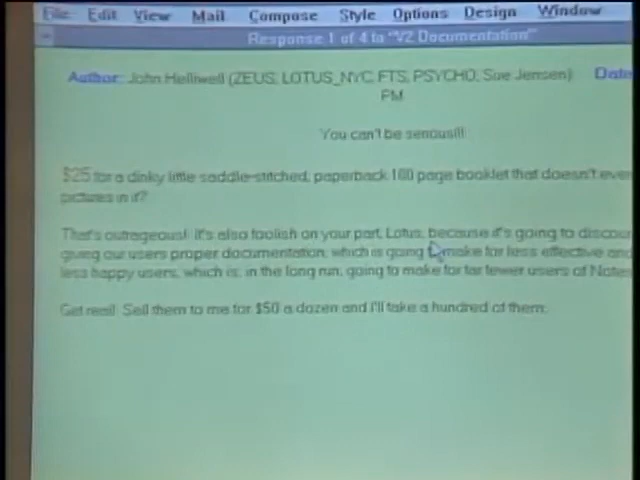 File Edit View Mail Compose Style Options Design Window
Response 1 of 4 to "V2 Documentation"
Author: John Helliwell (ZEUS, LOTUS_NYC, FTS, PSYCHO, Sue Jensen) Date
PM
You can't be serious!!!
$25 for a dinky little saddle-stitched, paperback 100 page booklet that doesn't even
pictures in it?
That's outrageous! It's also foolish on your part, Lotus, because it's going to discou
giving our users proper documentation, which is going to make for less effective and
less happy users, which is, in the long run, going to make for far fewer users of Notes
Get real! Sell them to me for $50 a dozen and I'll take a hundred of them.